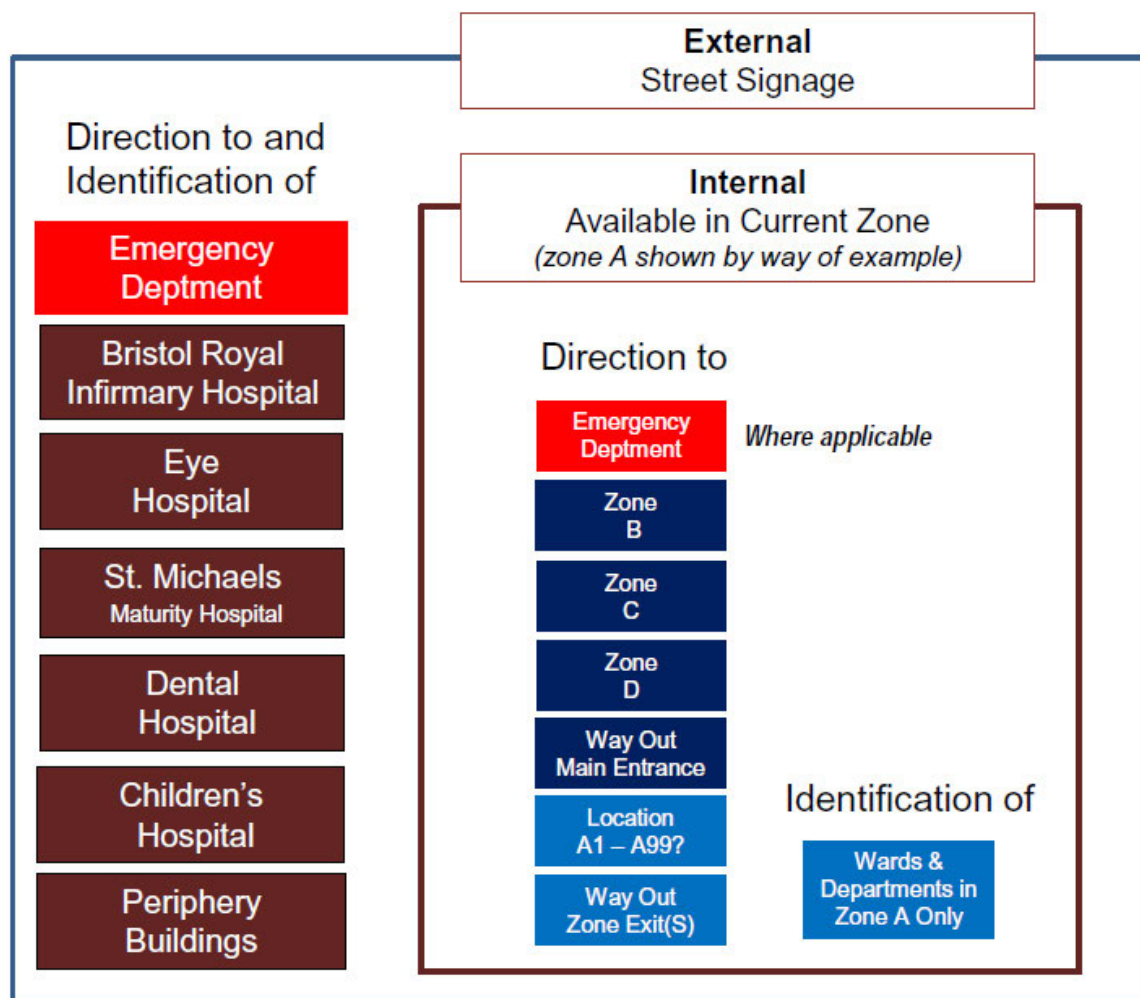 External
Street Signage
Direction to and
Identification of
Emergency
Deptment
Bristol Royal
Infirmary Hospital
Eye
Hospital
St. Michaels
Maturity Hospital
Dental
Hospital
Children's
Hospital
Periphery
Buildings
Internal
Available in Current Zone
(zone A shown by way of example)
Direction to
Emergency
Deptment
Where applicable
Zone
B
Zone
C
Zone
D
Way Out
Main Entrance
Location
A1 – A99?
Way Out
Zone Exit(S)
Identification of
Wards &
Departments in
Zone A Only